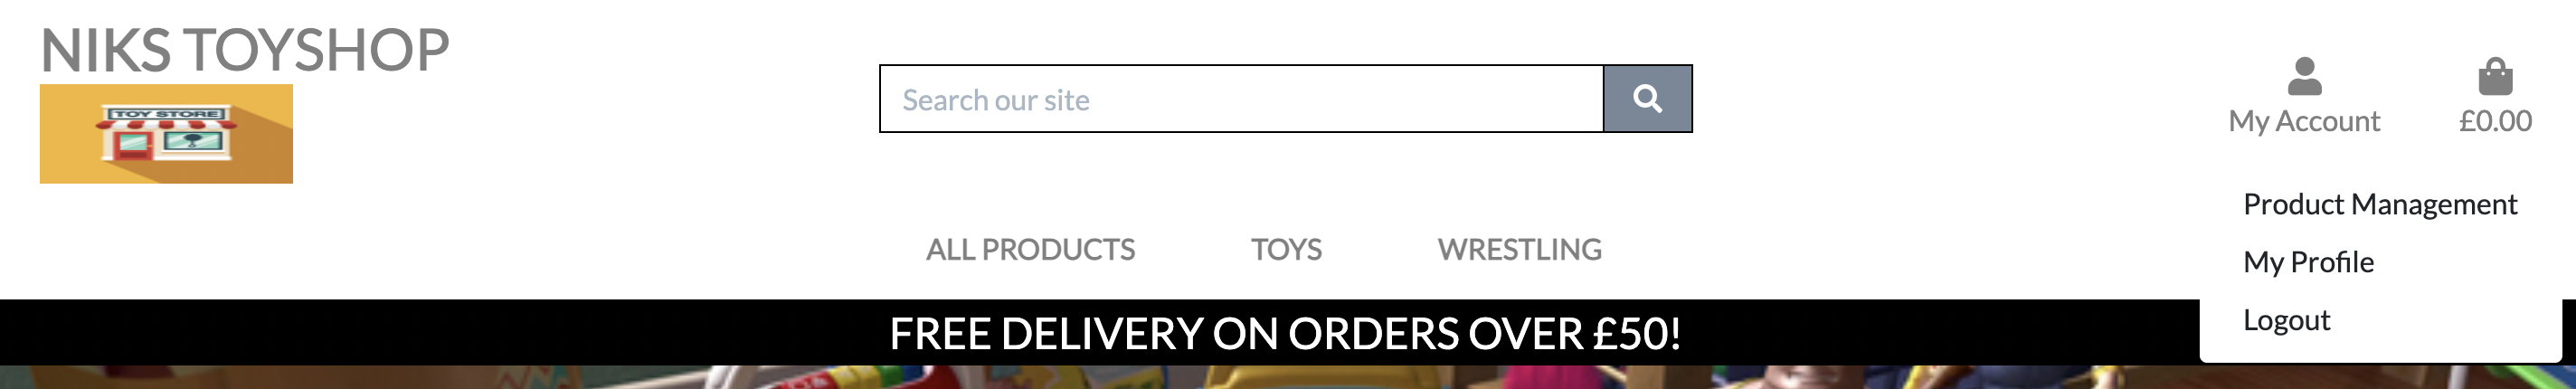 NIKS TOYSHOP
TOY STORE
Search our site
My Account
£0.00
Product Management
My Profile
Logout
ALL PRODUCTS
TOYS
WRESTLING
FREE DELIVERY ON ORDERS OVER £50!